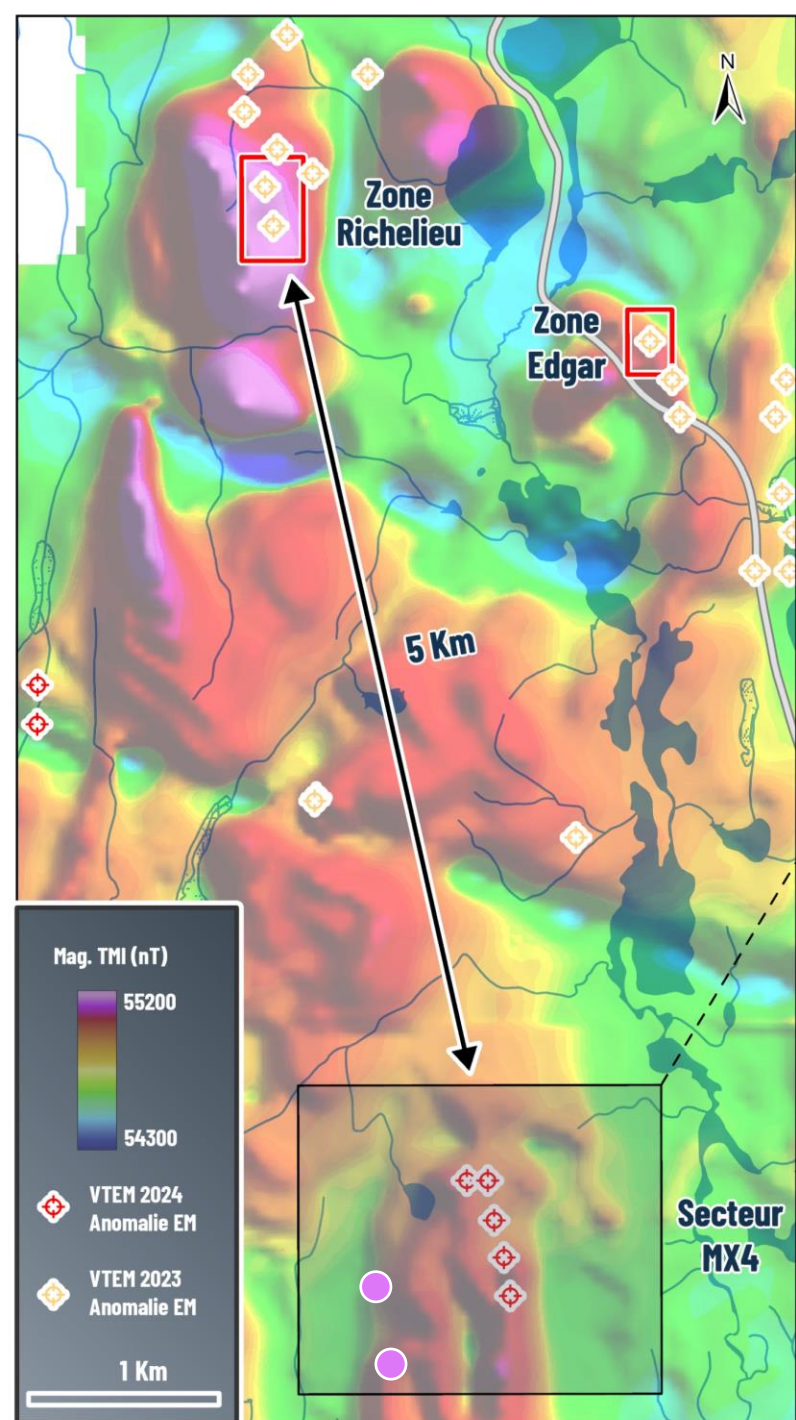 N
Zone
Richelieu
Zone
Edgar
5 Km
Mag. TMI (nT)
55200
54300
VTEM 2024
Anomalie EM
VTEM 2023
Anomalie EM
1 Km
Secteur
MX4